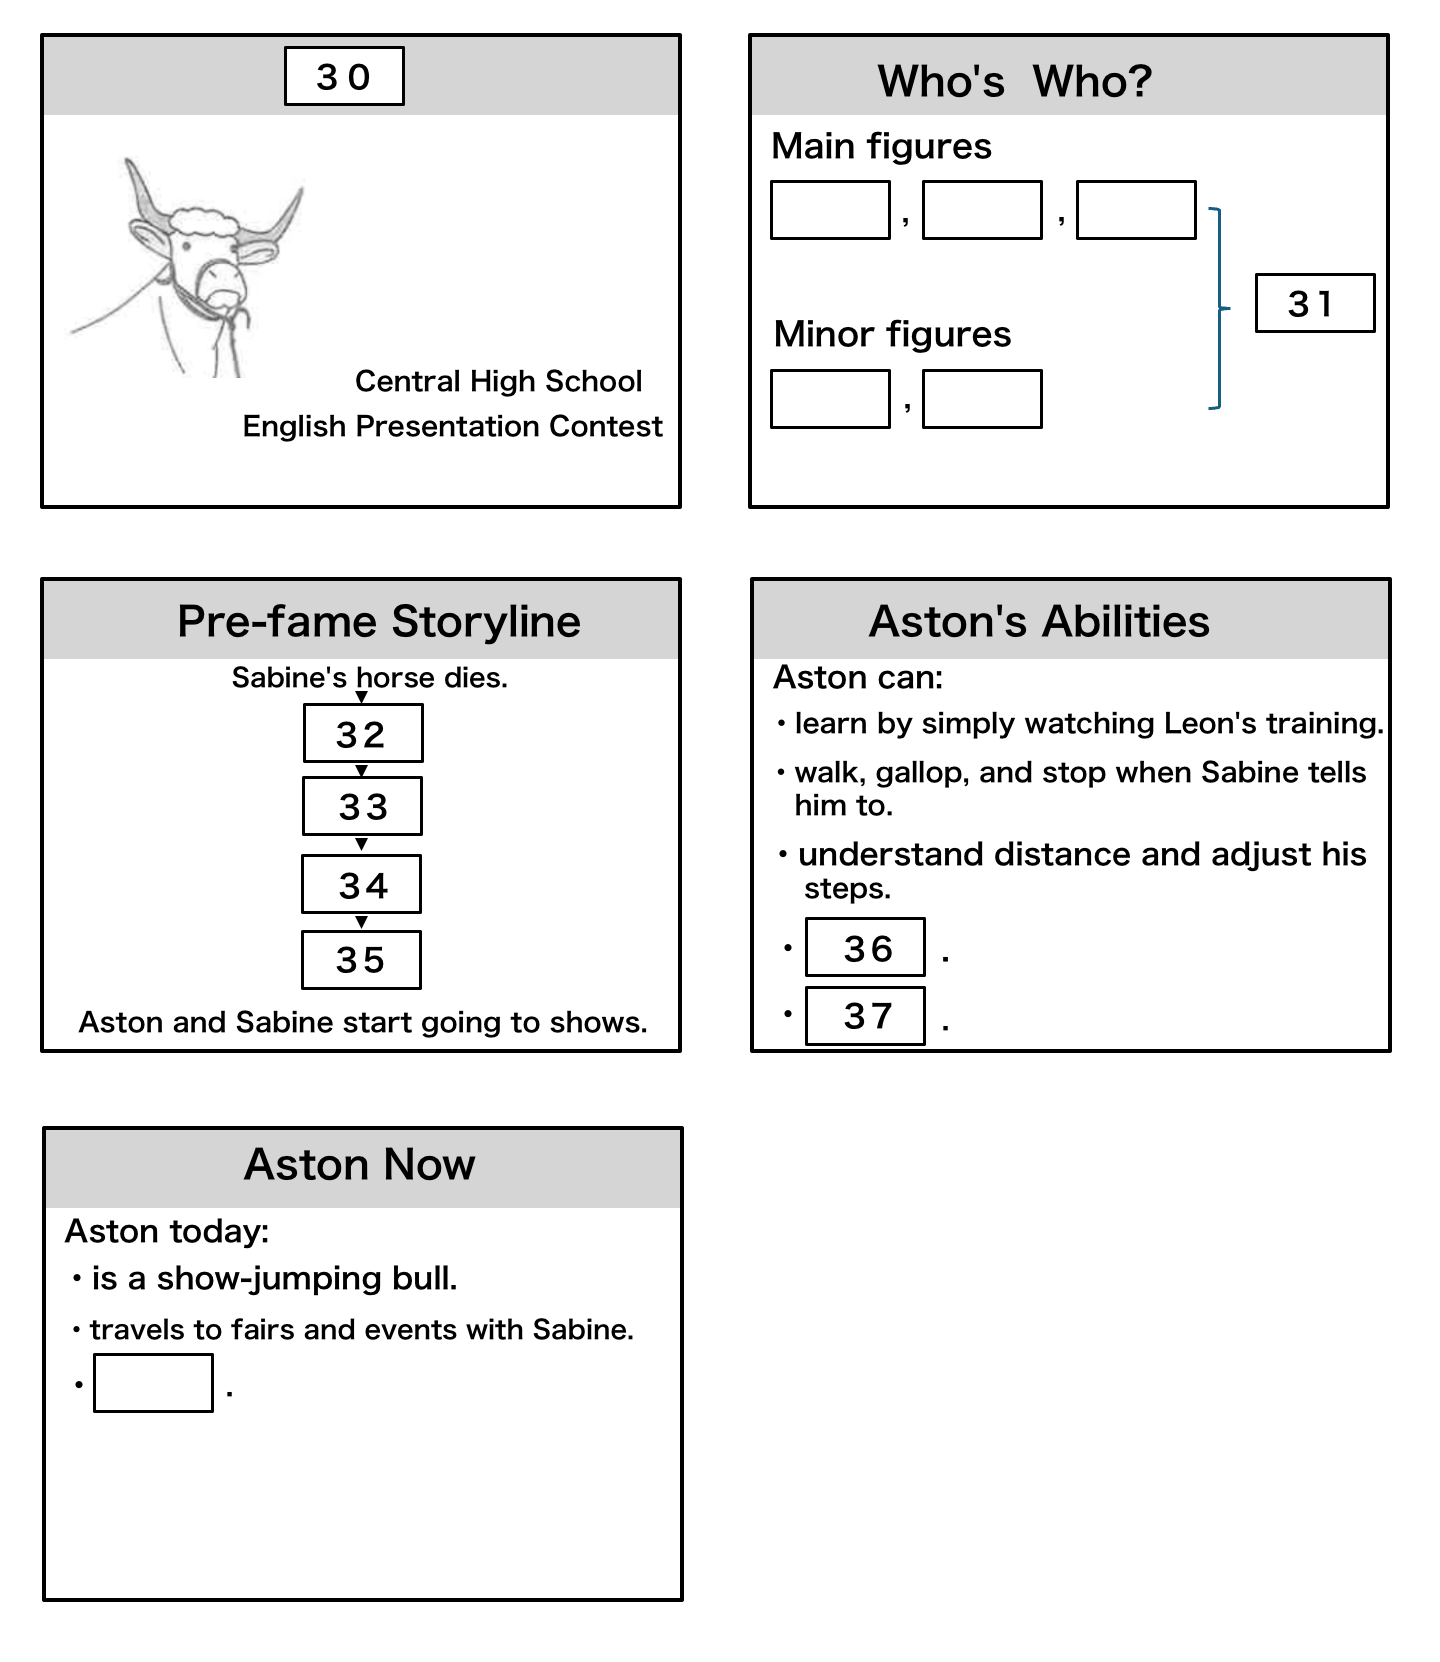 30
Central High School
English Presentation Contest
Who's Who?
Main figures
, ,
31
Minor figures
,
Pre-fame Storyline
Sabine's horse dies.
32
33
34
35
Aston and Sabine start going to shows.
Aston's Abilities
Aston can:
・learn by simply watching Leon's training.
・walk, gallop, and stop when Sabine tells
him to.
・understand distance and adjust his
steps.
・ 36 .
・ 37 .
Aston Now
Aston today:
・is a show-jumping bull.
・travels to fairs and events with Sabine.
・ .